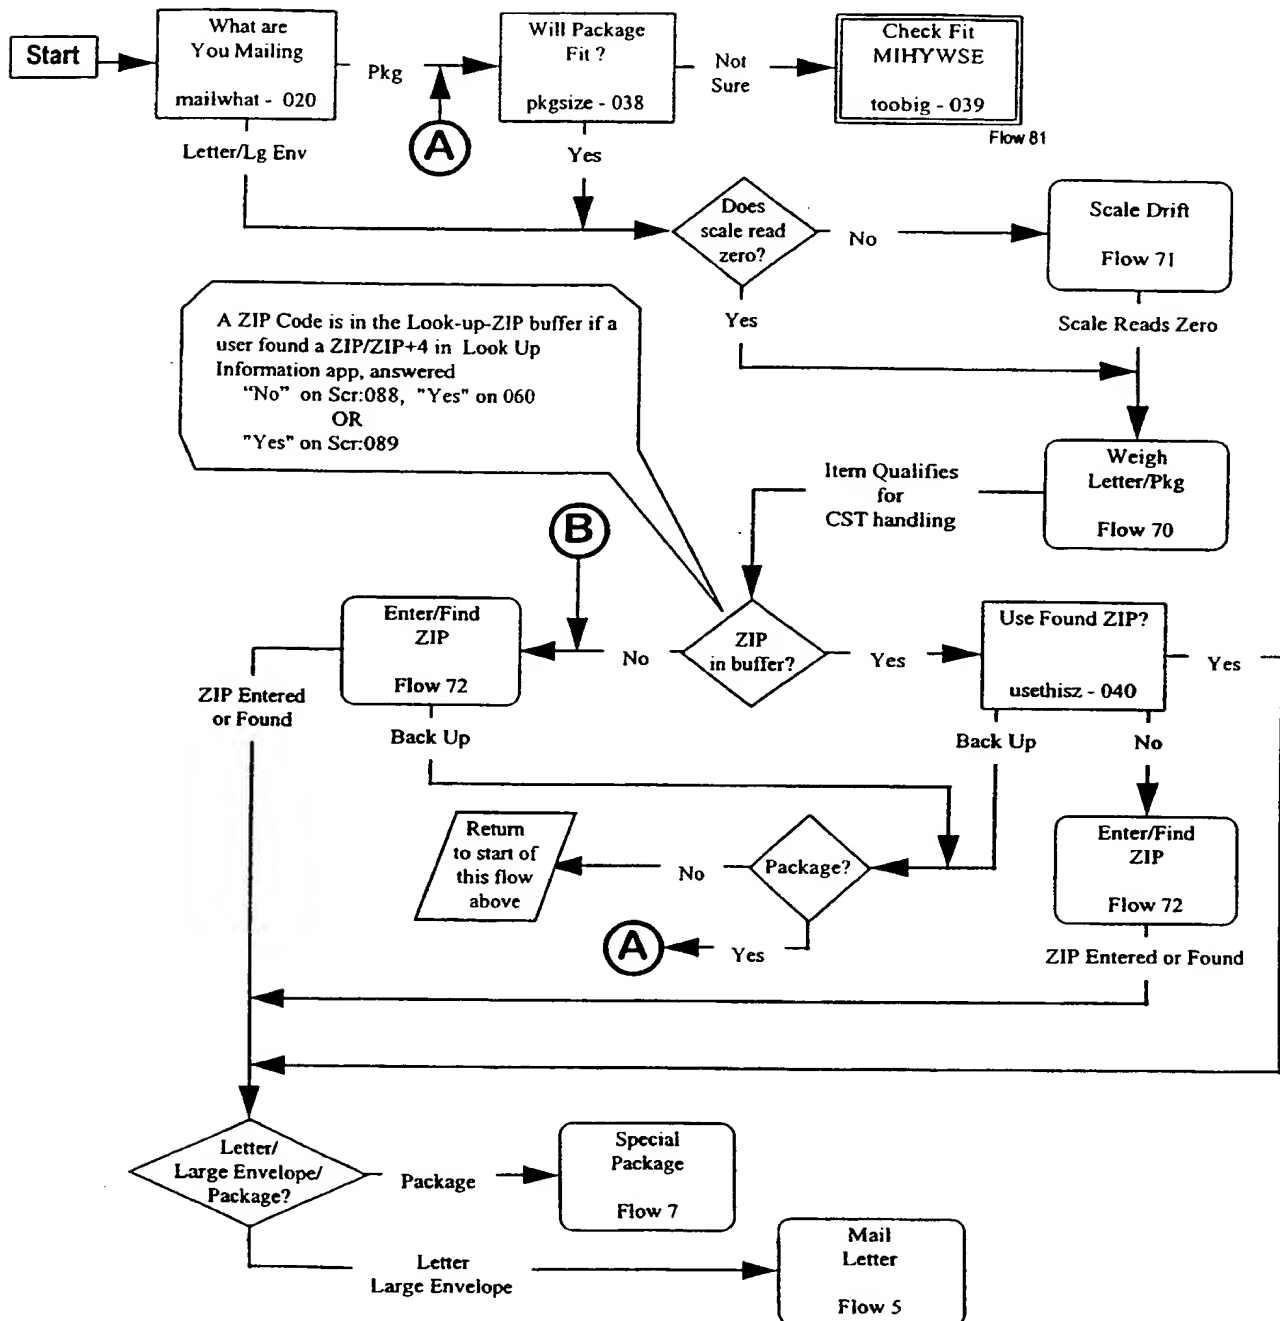 Start
What are
You Mailing
mailwhat - 020
Pkg
A
Will Package
Fit ?
pkgsize - 038
Not
Sure
Check Fit
MIHYWSE
toobig - 039
Flow 81
Letter/Lg Env
Yes
Does
scale read
zero?
No
Scale Drift
Flow 71
Yes
Scale Reads Zero
A ZIP Code is in the Look-up-ZIP buffer if a
user found a ZIP/ZIP+4 in Look Up
Information app, answered
"No" on Scr:088, "Yes" on 060
OR
"Yes" on Scr:089
Item Qualifies
for
CST handling
Weigh
Letter/Pkg
Flow 70
B
Enter/Find
ZIP
Flow 72
No
ZIP
in buffer?
Yes
Use Found ZIP?
usethisz - 040
Yes
ZIP Entered
or Found
Back Up
Back Up
No
Return
to start of
this flow
above
No
Package?
Enter/Find
ZIP
Flow 72
A
Yes
ZIP Entered or Found
Letter/
Large Envelope/
Package?
Package
Special
Package
Flow 7
Letter
Large Envelope
Mail
Letter
Flow 5